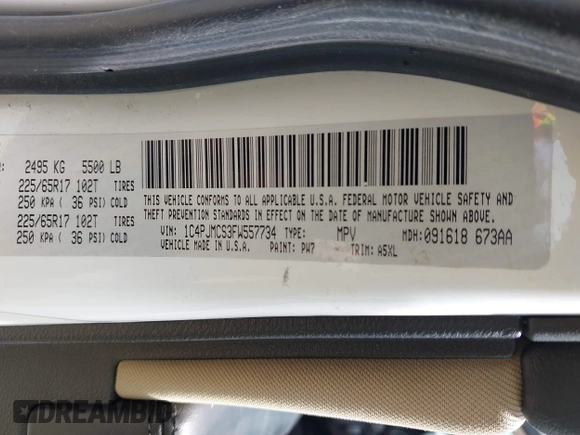 R: 2495 KG 5500 LB
225/65R17 102T TIRES
250 KPA ( 36 PSI) COLD
225/65R17 102T TIRES
250 KPA ( 36 PSI) COLD
THIS VEHICLE CONFORMS TO ALL APPLICABLE U.S.A. FEDERAL MOTOR VEHICLE SAFETY AND
THEFT PREVENTION STANDARDS IN EFFECT ON THE DATE OF MANUFACTURE SHOWN ABOVE.
VIN: 1C4PJMCS3FW557734 TYPE: MPV MDH: 091618 673AA
VEHICLE MADE IN U.S.A. PAINT: PW7 TRIM: A5XL
DREAMBID